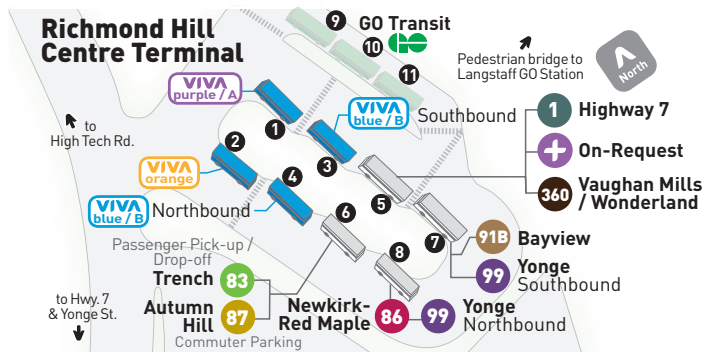 Richmond Hill
Centre Terminal
9
GO Transit
10
GO
11
Pedestrian bridge to
Langstaff GO Station
North
VIVA
purple / A
1
VIVA
blue / B
Southbound
1
Highway 7
to
High Tech Rd.
2
3
On-Request
VIVA
orange
4
5
360
Vaughan Mills
/ Wonderland
VIVA
blue / B
Northbound
6
7
91B
Bayview
Passenger Pick-up /
Drop-off
8
99
Yonge
Southbound
Trench
83
to Hwy. 7
& Yonge St.
Autumn
Hill
87
Commuter Parking
Newkirk-
Red Maple
86
99
Yonge
Northbound